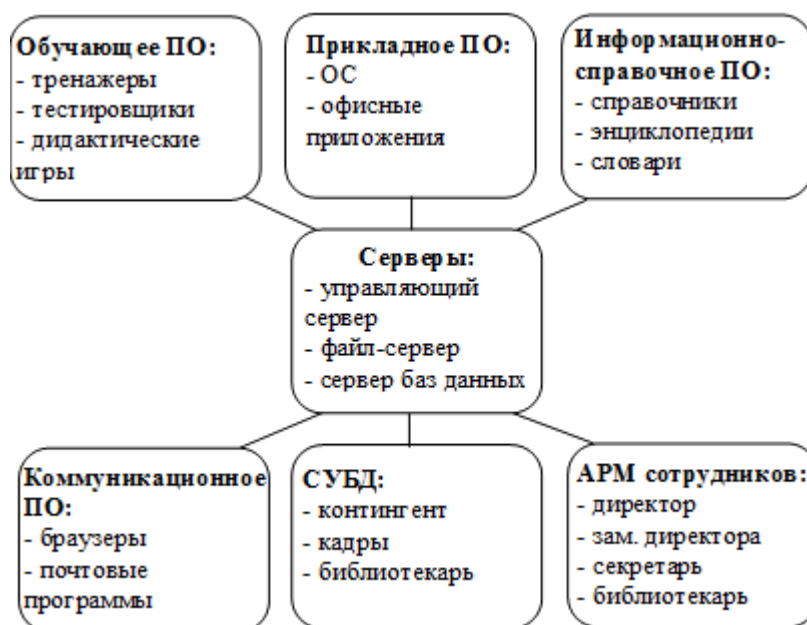 Обучающее ПО:
- тренажеры
- тестировщики
- дидактические
игры
Прикладное ПО:
- ОС
- офисные
приложения
Информационно-
справочное ПО:
- справочники
- энциклопедии
- словари
Серверы:
- управляющий
сервер
- файл-сервер
- сервер баз данных
Коммуникационное
ПО:
- браузеры
- почтовые
программы
СУБД:
- контингент
- кадры
- библиотекарь
АРМ сотрудников:
- директор
- зам. директора
- секретарь
- библиотекарь